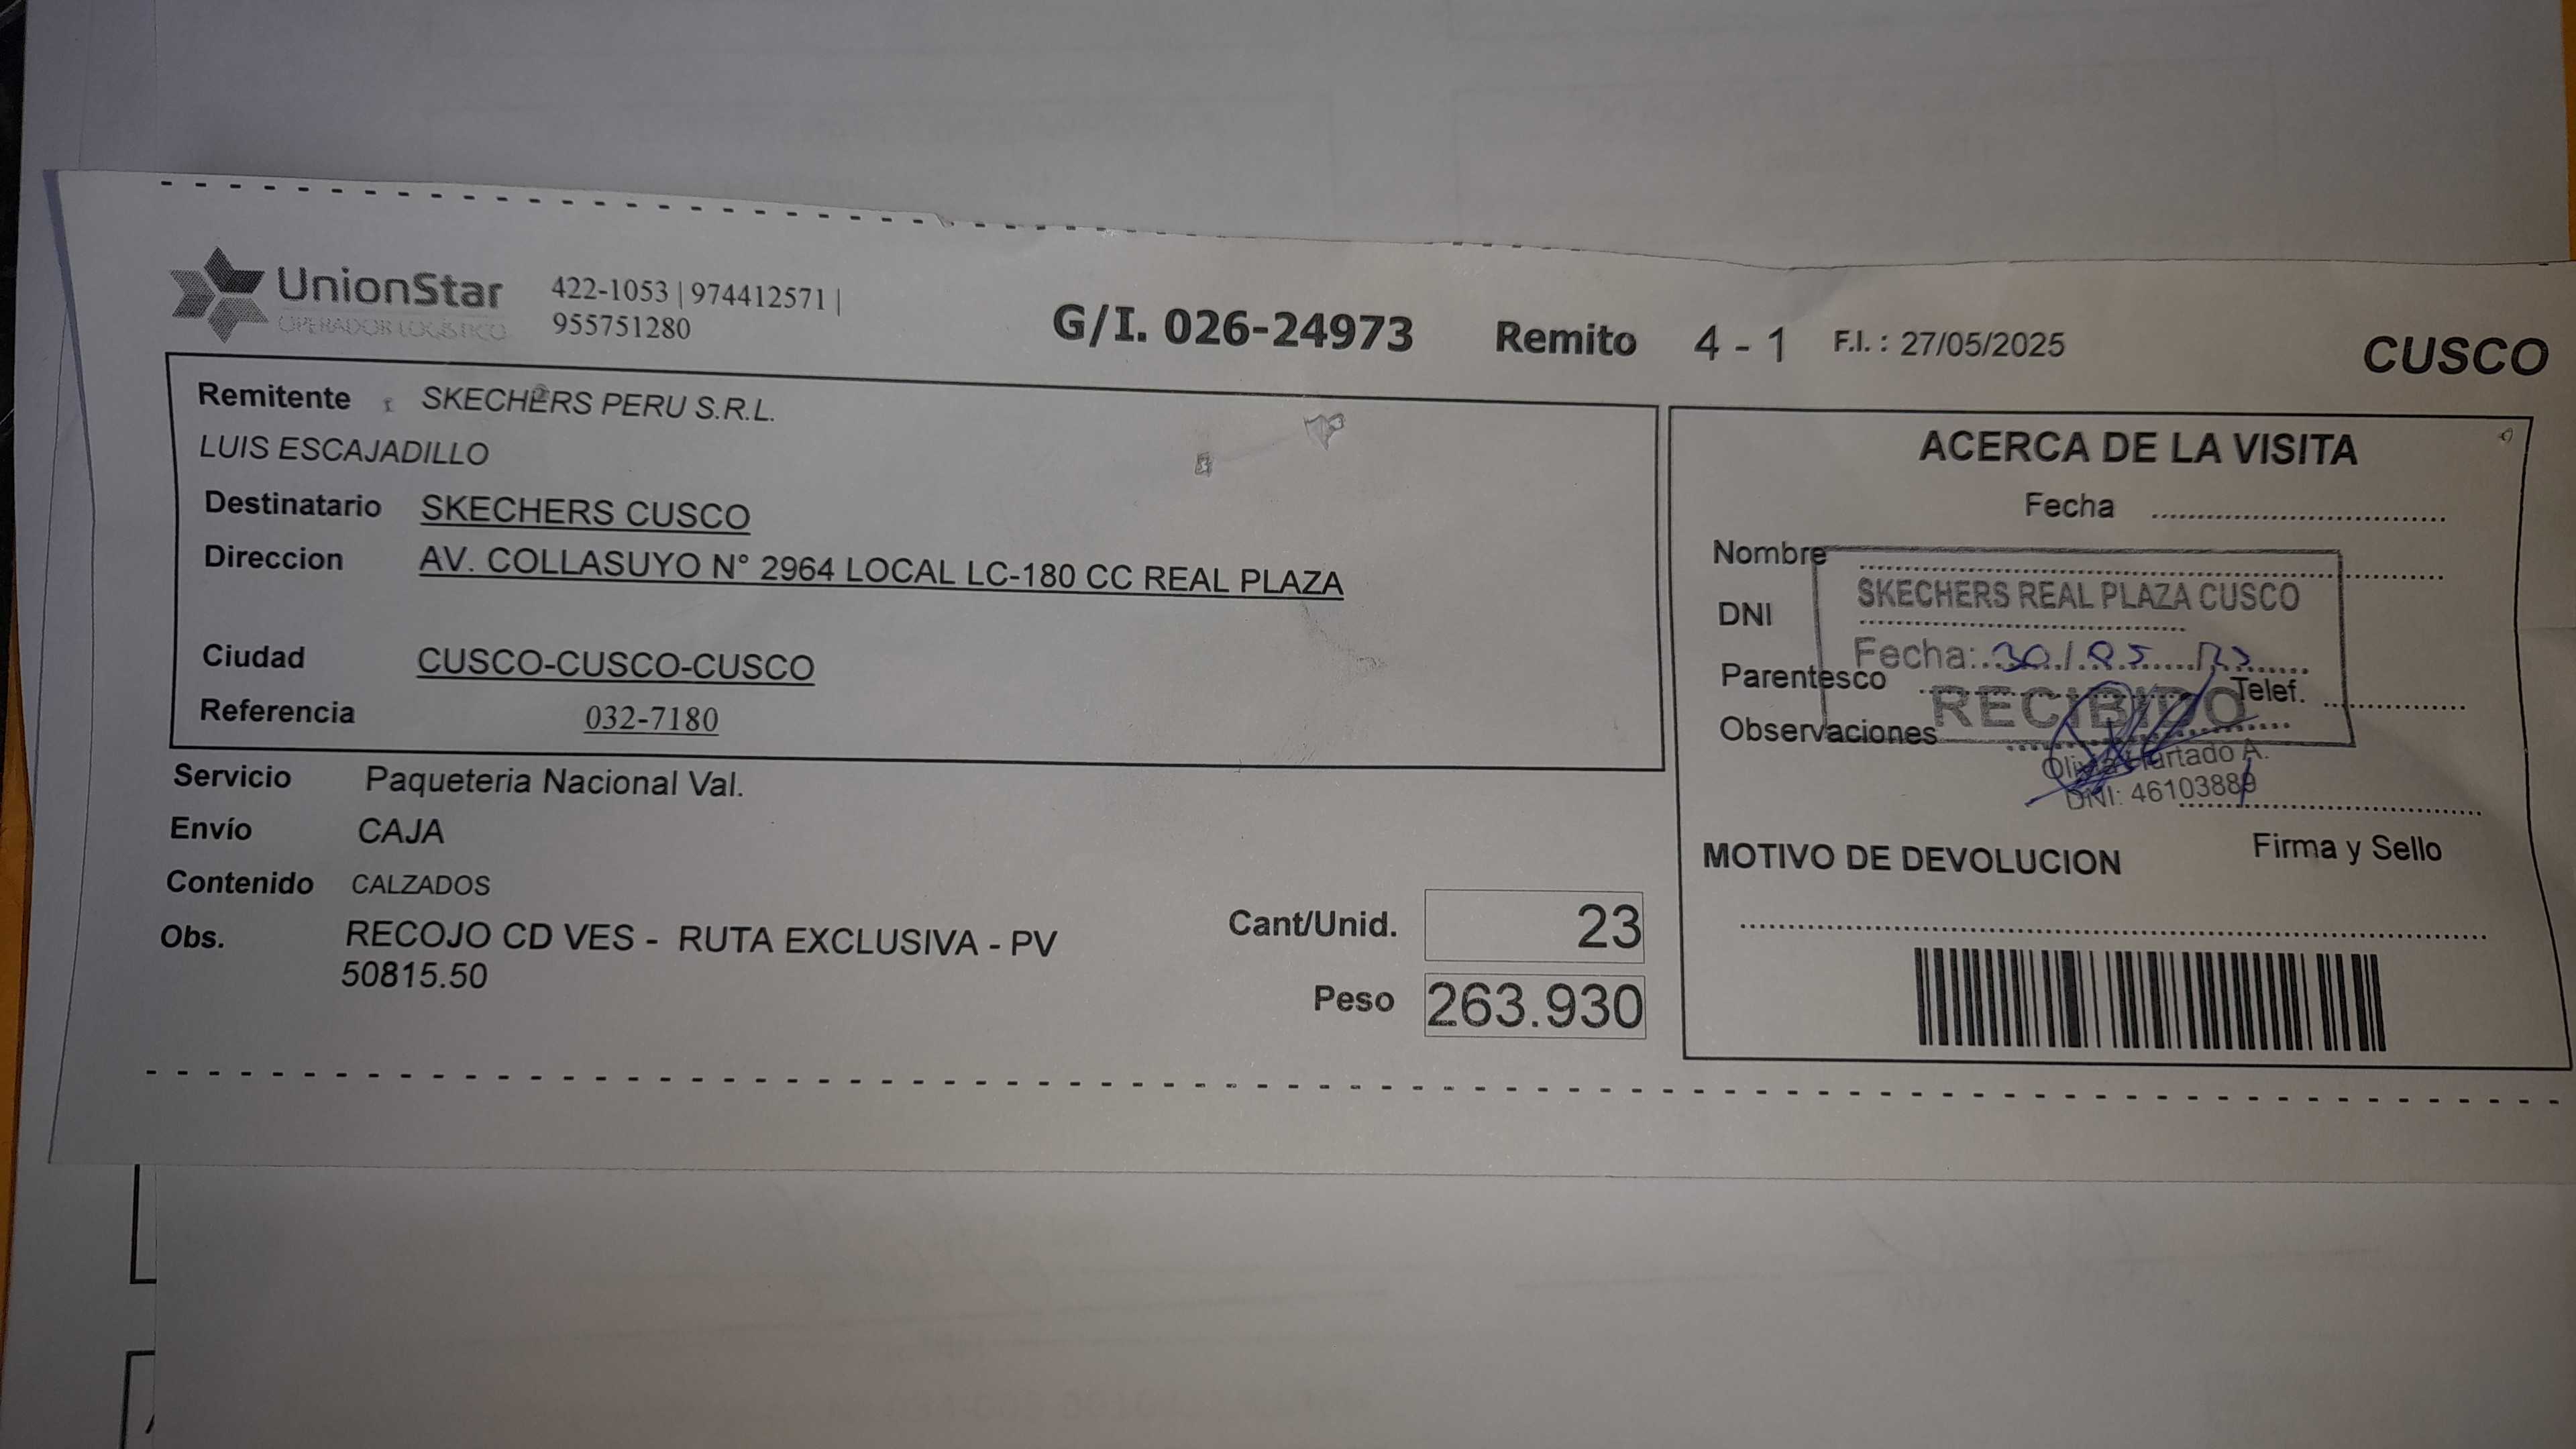 UnionStar
OPERADOR LOGÍSTICO
422-1053 | 974412571 |
955751280
G/I. 026-24973 Remito 4 - 1 F.I. : 27/05/2025
CUSCO
Remitente : SKECHERS PERU S.R.L.
LUIS ESCAJADILLO
Destinatario SKECHERS CUSCO
Direccion AV. COLLASUYO N° 2964 LOCAL LC-180 CC REAL PLAZA
Ciudad CUSCO-CUSCO-CUSCO
Referencia 032-7180
Servicio Paqueteria Nacional Val.
Envío CAJA
Contenido CALZADOS
Obs. RECOJO CD VES - RUTA EXCLUSIVA - PV
50815.50
Cant/Unid. 23
Peso 263.930
ACERCA DE LA VISITA
Fecha
Nombre
SKECHERS REAL PLAZA CUSCO
DNI
Fecha: 30/05
Parentesco
RECIBIDO
Telef.
Observaciones
Hurtado A.
DNI: 46103889
Firma y Sello
MOTIVO DE DEVOLUCION